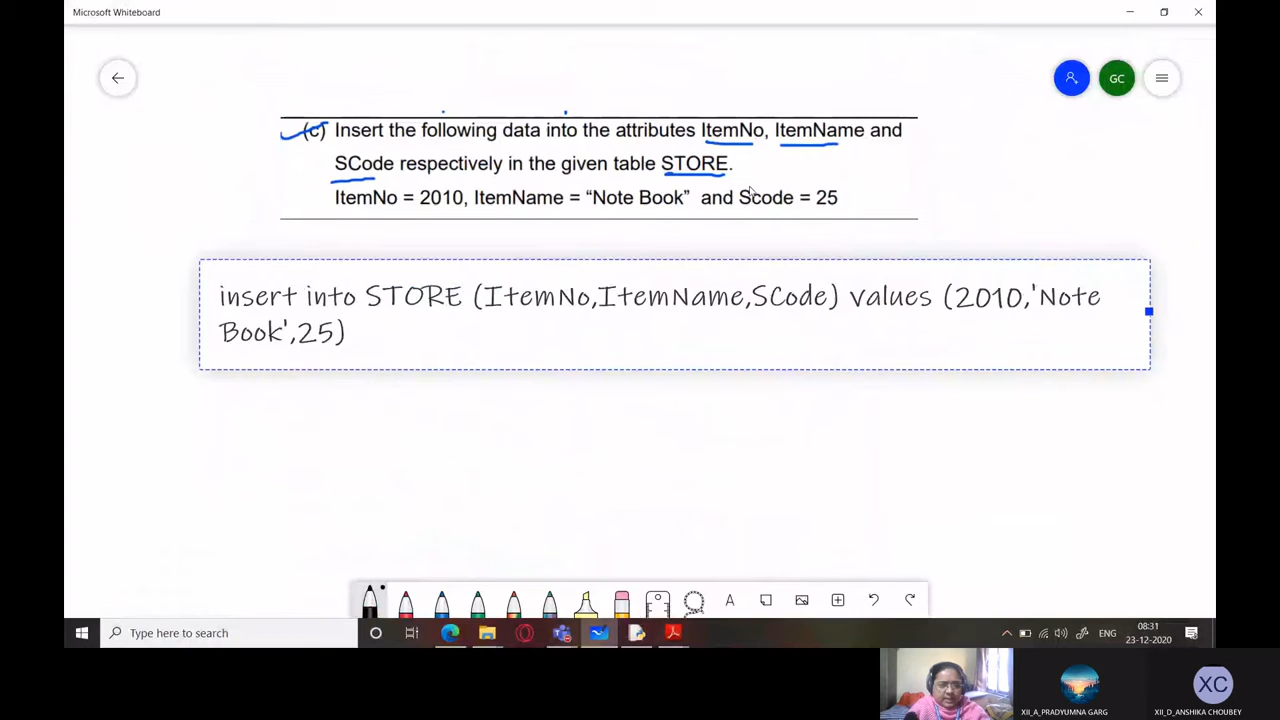 Microsoft Whiteboard
GC
(c) Insert the following data into the attributes ItemNo, ItemName and
SCode respectively in the given table STORE.
ItemNo = 2010, ItemName = “Note Book” and Scode = 25
insert into STORE (ItemNo,ItemName,SCode) values (2010,'Note
Book',25)
A
Type here to search
ENG
08:31
23-12-2020
XC
XII_A_PRADYUMNA GARG
XII_D_ANSHIKA CHOUBEY